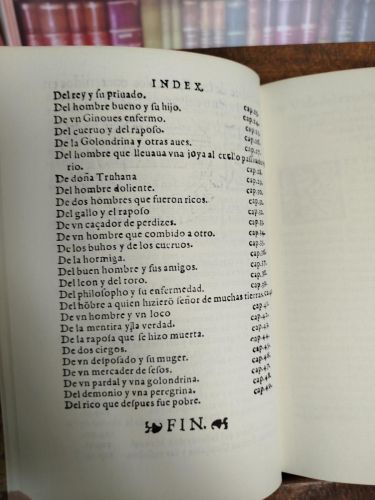 INDEX.
Del rey y su priuado.
Del hombre bueno y su hijo.
De vn Ginoues enfermo.
Del cueruo y del raposo.
De la Golondrina y otras aues.
Del hombre que lleuaua vna joya al cuello
rio.
De doña Truhana
Del hombre doliente.
De dos hombres que fueron ricos.
Del gallo y el raposo
De vn caçador de perdizes.
De vn hombre que combido a otro.
De los buhos y de los cueruos.
De la hormiga.
Del buen hombre y sus amigos.
Del leon y del toro.
Del philosopho y su enfermedad.
Del hõbre a quien hizierõ señor de muchas tierras.
De vn hombre y vn loco
De la mentira y la verdad.
De la raposa que se hizo muerta.
De dos ciegos.
De vn desposado y su muger.
De vn mercader de sesos.
De vn pardal y vna golondrina.
Del demonio y vna peregrina.
Del rico que despues fue pobre.
FIN.